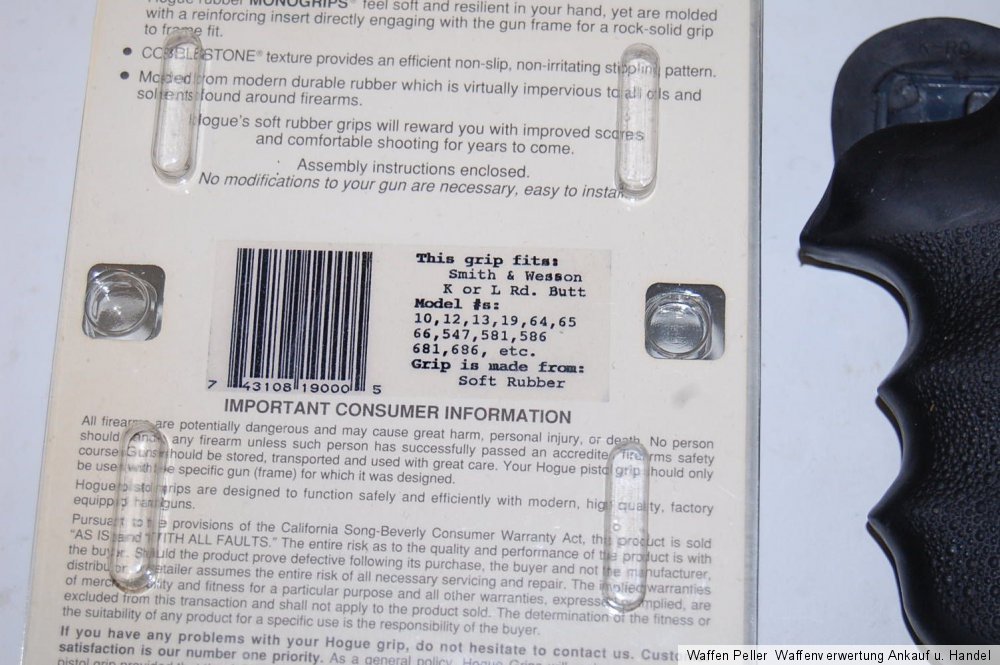 Hogue rubber MONOGRIPS® feel soft and resilient in your hand, yet are molded
with a reinforcing insert directly engaging with the gun frame for a rock-solid grip
to frame fit.
• COBBLESTONE® texture provides an efficient non-slip, non-irritating stippling pattern.
• Molded from modern durable rubber which is virtually impervious to all oils and
solvents found around firearms.
Hogue's soft rubber grips will reward you with improved scores
and comfortable shooting for years to come.
Assembly instructions enclosed.
No modifications to your gun are necessary, easy to install.
K-RD
This grip fits:
Smith & Wesson
K or L Rd. Butt
Model #s:
10,12,13,19,64,65
66,547,581,586
681,686, etc.
Grip is made from:
Soft Rubber
7 43108 19000 5
IMPORTANT CONSUMER INFORMATION
All firearms are potentially dangerous and may cause great harm, personal injury, or death. No person
should handle any firearm unless such person has successfully passed an accredited firearms safety
course. Guns should be stored, transported and used with great care. Your Hogue pistol grip should only
be used with the specific gun (frame) for which it was designed.
Hogue pistol grips are designed to function safely and efficiently with modern, high quality, factory
equipped handguns.
Pursuant to the provisions of the California Song-Beverly Consumer Warranty Act, this product is sold
"AS IS and WITH ALL FAULTS." The entire risk as to the quality and performance of the product is with
the buyer. Should the product prove defective following its purchase, the buyer and not the manufacturer,
distributor, retailer assumes the entire risk of all necessary servicing and repair. The implied warranties
of merchantability and fitness for a particular purpose and all other warranties, expressed implied, are
excluded from this transaction and shall not apply to the product sold. The determination of the fitness or
the suitability of any product for a specific use is the responsibility of the buyer.
If you have any problems with your Hogue grip, do not hesitate to contact us. Customer
satisfaction is our number one priority. As a general policy, Hogue Grips will
pistol grip provided
Waffen Peller Waffenverwertung Ankauf u. Handel